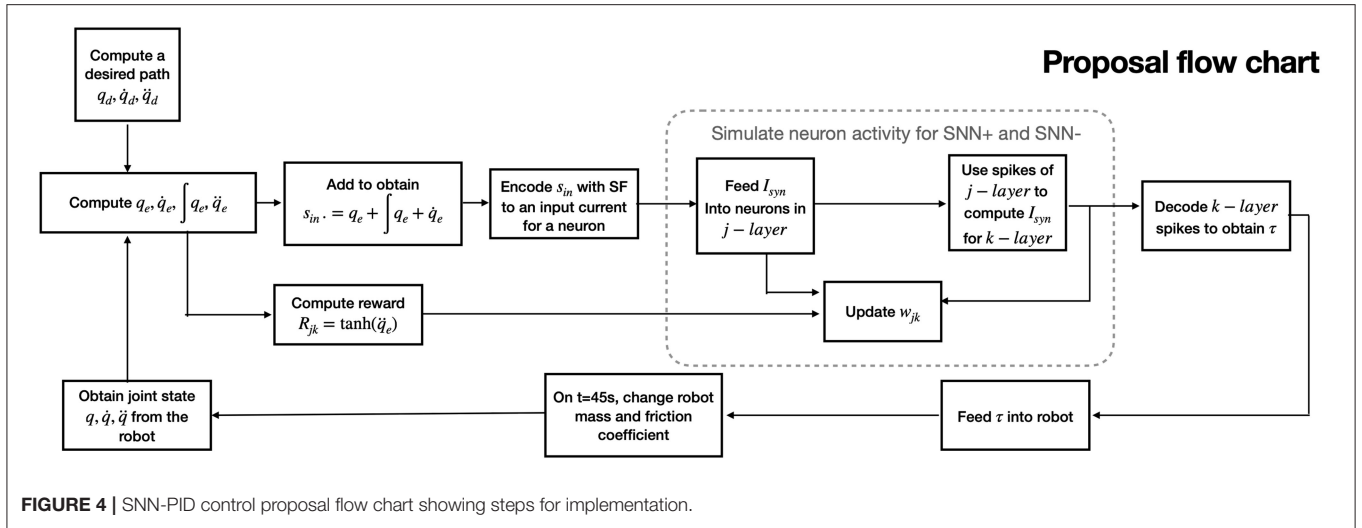 Proposal flow chart
Compute a
desired path
q_d, q̇_d, q̈_d
Simulate neuron activity for SNN+ and SNN-
Compute q_e, q̇_e, ∫ q_e, q̈_e
Add to obtain
s_in. = q_e + ∫ q_e + q̇_e
Encode s_in with SF
to an input current
for a neuron
Feed I_syn
Into neurons in
j − layer
Use spikes of
j − layer to
compute I_syn
for k − layer
Decode k − layer
spikes to obtain τ
Compute reward
R_jk = tanh(q̈_e)
Update w_jk
Obtain joint state
q, q̇, q̈ from the
robot
On t=45s, change robot
mass and friction
coefficient
Feed τ into robot
FIGURE 4 | SNN-PID control proposal flow chart showing steps for implementation.